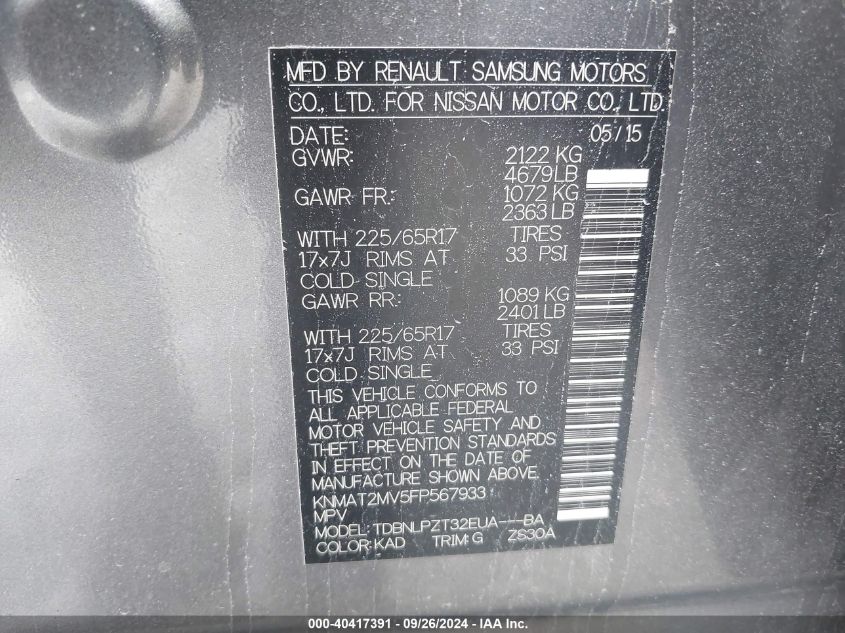 MFD BY RENAULT SAMSUNG MOTORS
CO., LTD. FOR NISSAN MOTOR CO., LTD.
DATE: 05/15
GVWR: 2122 KG
4679 LB
GAWR FR.: 1072 KG
2363 LB
WITH 225/65R17 TIRES
17x7J RIMS AT 33 PSI
COLD SINGLE
GAWR RR.: 1089 KG
2401 LB
WITH 225/65R17 TIRES
17x7J RIMS AT 33 PSI
COLD SINGLE
THIS VEHICLE CONFORMS TO
ALL APPLICABLE FEDERAL
MOTOR VEHICLE SAFETY AND
THEFT PREVENTION STANDARDS
IN EFFECT ON THE DATE OF
MANUFACTURE SHOWN ABOVE.
KNMAT2MV5FP567933
MPV
MODEL: TDBNLPZT32EUA---BA
COLOR: KAD TRIM: G ZS30A
000-40417391 - 09/26/2024 - IAA Inc.